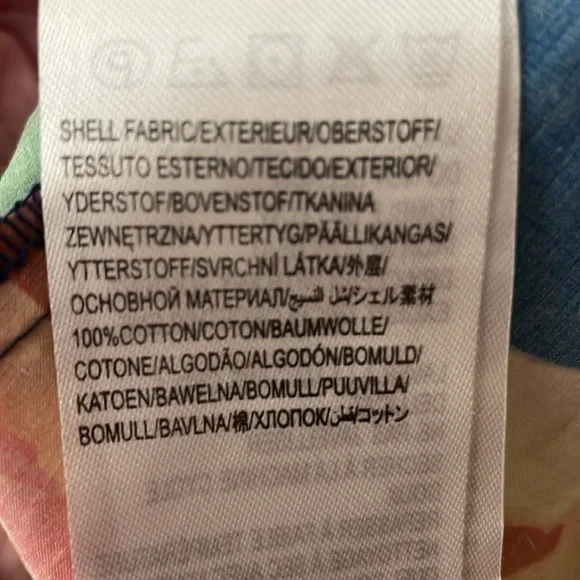 SHELL FABRIC/EXTERIEUR/OBERSTOFF/
TESSUTO ESTERNO/TECIDO/EXTERIOR/
YDERSTOF/BOVENSTOF/TKANINA
ZEWNĘTRZNA/YTTERTYG/PÄÄLLIKANGAS/
YTTERSTOFF/SVRCHNÍ LÁTKA/外層/
ОСНОВНОЙ МАТЕРИАЛ/شل النسيج/シェル素材
100%COTTON/COTON/BAUMWOLLE/
COTONE/ALGODÃO/ALGODÓN/BOMULD/
KATOEN/BAWELNA/BOMULL/PUUVILLA/
BOMULL/BAVLNA/棉/ХЛОПОК/قطن/コットン